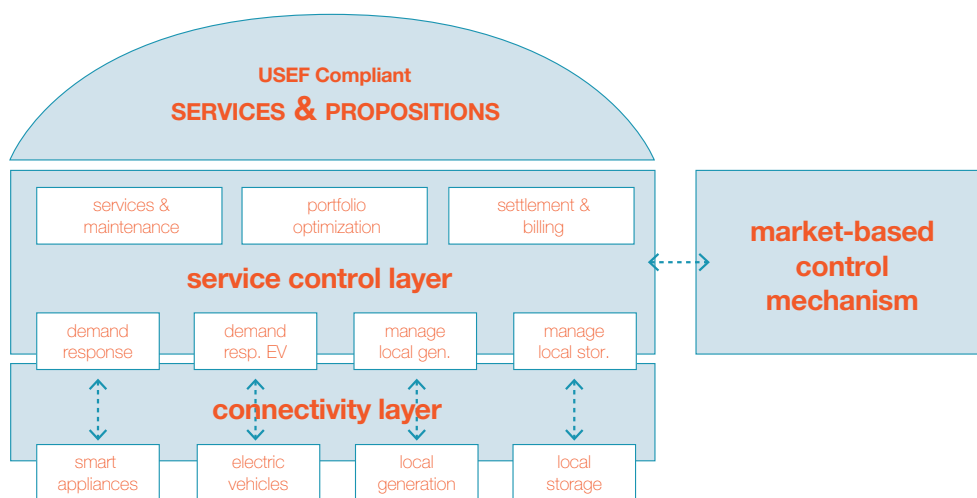 USEF Compliant
SERVICES & PROPOSITIONS
services &
maintenance
portfolio
optimization
settlement &
billing
service control layer
market-based
control
mechanism
demand
response
demand
resp. EV
manage
local gen.
manage
local stor.
connectivity layer
smart
appliances
electric
vehicles
local
generation
local
storage